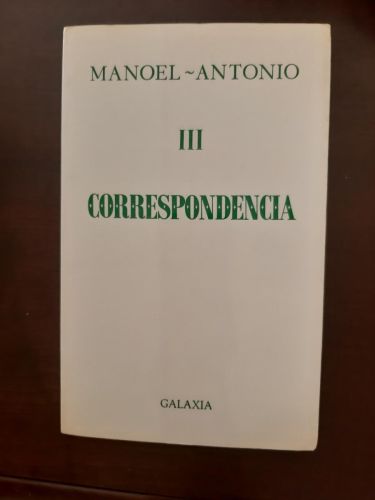 MANOEL~ANTONIO
III
CORRESPONDENCIA
GALAXIA